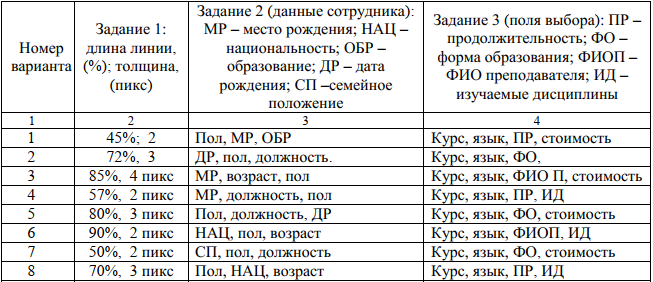 Номер
варианта
Задание 1:
длина линии,
(%); толщина,
(пикс)
Задание 2 (данные сотрудника):
МР – место рождения; НАЦ –
национальность; ОБР –
образование; ДР – дата
рождения; СП –семейное
положение
Задание 3 (поля выбора): ПР –
продолжительность; ФО –
форма образования; ФИОП –
ФИО преподавателя; ИД –
изучаемые дисциплины
1 2 3 4
1 45%; 2 Пол, МР, ОБР Курс, язык, ПР, стоимость
2 72%, 3 ДР, пол, должность. Курс, язык, ФО,
3 85%, 4 пикс МР, возраст, пол Курс, язык, ФИО П, стоимость
4 57%, 2 пикс МР, должность, пол Курс, язык, ПР, ИД
5 80%, 3 пикс Пол, должность, ДР Курс, язык, ФО, стоимость
6 90%, 2 пикс НАЦ, пол, возраст Курс, язык, ФИОП, ИД
7 50%, 2 пикс СП, пол, должность Курс, язык, ФО, стоимость
8 70%, 3 пикс Пол, НАЦ, возраст Курс, язык, ПР, ИД